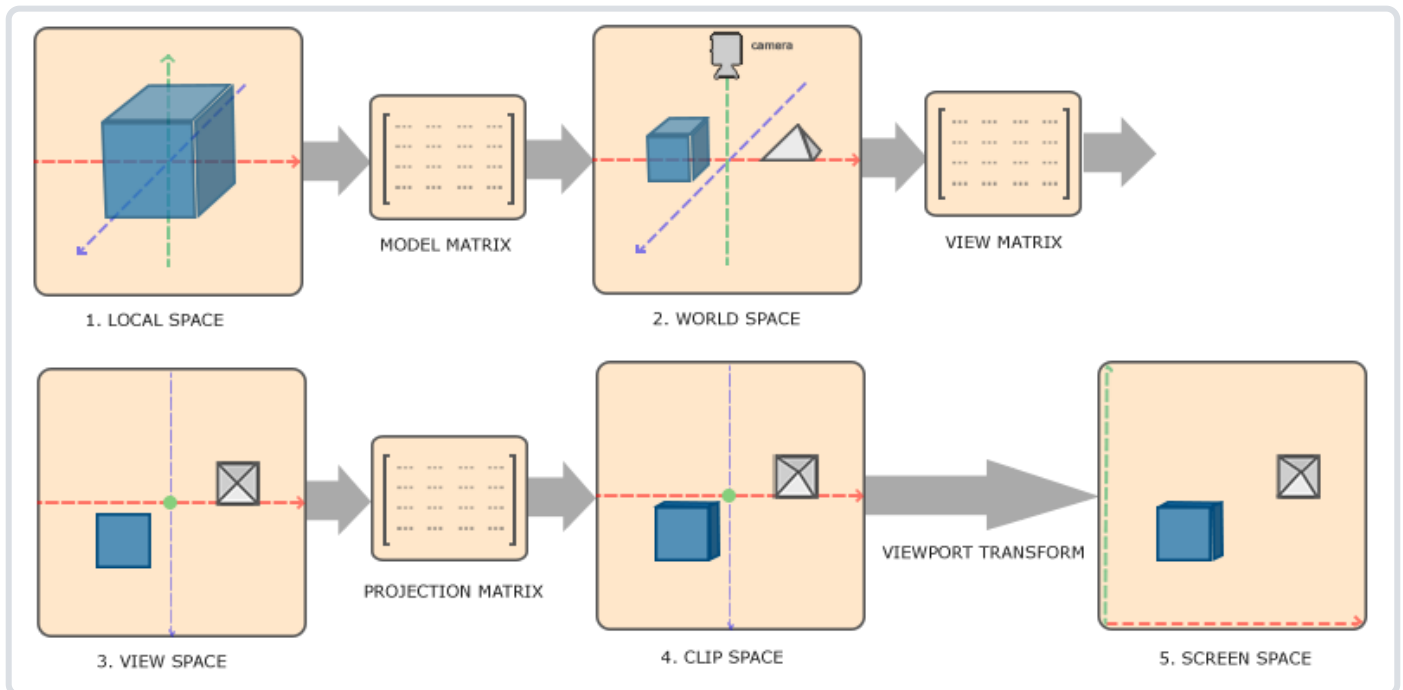 camera
MODEL MATRIX
VIEW MATRIX
1. LOCAL SPACE
2. WORLD SPACE
PROJECTION MATRIX
VIEWPORT TRANSFORM
3. VIEW SPACE
4. CLIP SPACE
5. SCREEN SPACE